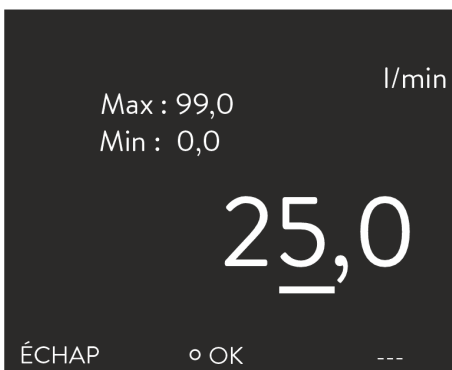 l/min
Max : 99,0
Min : 0,0
25,0
ÉCHAP ○ OK ---